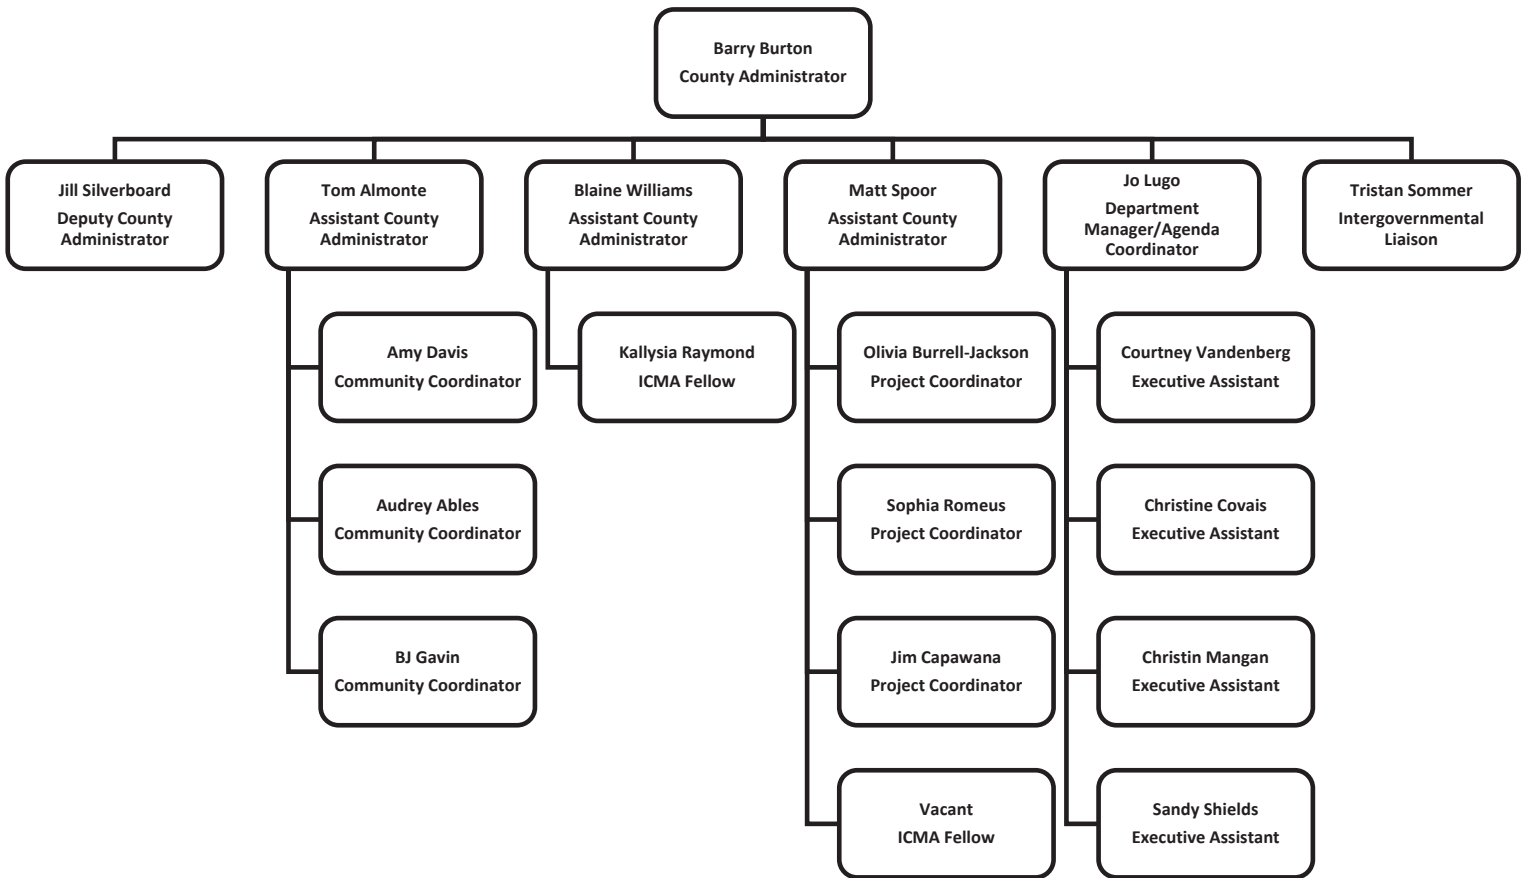 Barry Burton
County Administrator
Jill Silverboard
Deputy County
Administrator
Tom Almonte
Assistant County
Administrator
Blaine Williams
Assistant County
Administrator
Matt Spoor
Assistant County
Administrator
Jo Lugo
Department
Manager/Agenda
Coordinator
Tristan Sommer
Intergovernmental
Liaison
Amy Davis
Community Coordinator
Audrey Ables
Community Coordinator
BJ Gavin
Community Coordinator
Kallysia Raymond
ICMA Fellow
Olivia Burrell-Jackson
Project Coordinator
Sophia Romeus
Project Coordinator
Jim Capawana
Project Coordinator
Vacant
ICMA Fellow
Courtney Vandenberg
Executive Assistant
Christine Covais
Executive Assistant
Christin Mangan
Executive Assistant
Sandy Shields
Executive Assistant